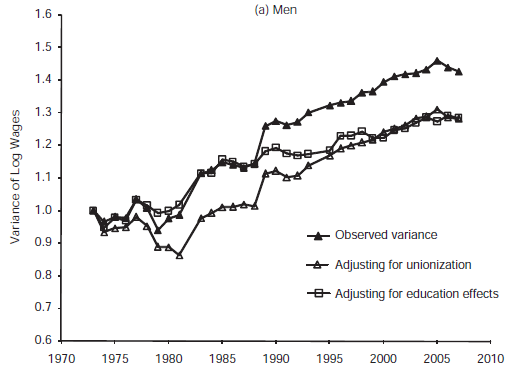 (a) Men
1.6
1.5
1.4
1.3
1.2
1.1
1.0
0.9
0.8
0.7
0.6
Variance of Log Wages
Observed variance
Adjusting for unionization
Adjusting for education effects
1970 1975 1980 1985 1990 1995 2000 2005 2010